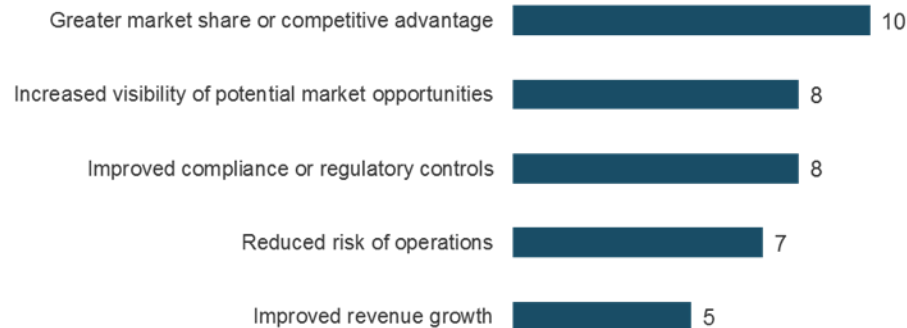 Greater market share or competitive advantage 10
Increased visibility of potential market opportunities 8
Improved compliance or regulatory controls 8
Reduced risk of operations 7
Improved revenue growth 5